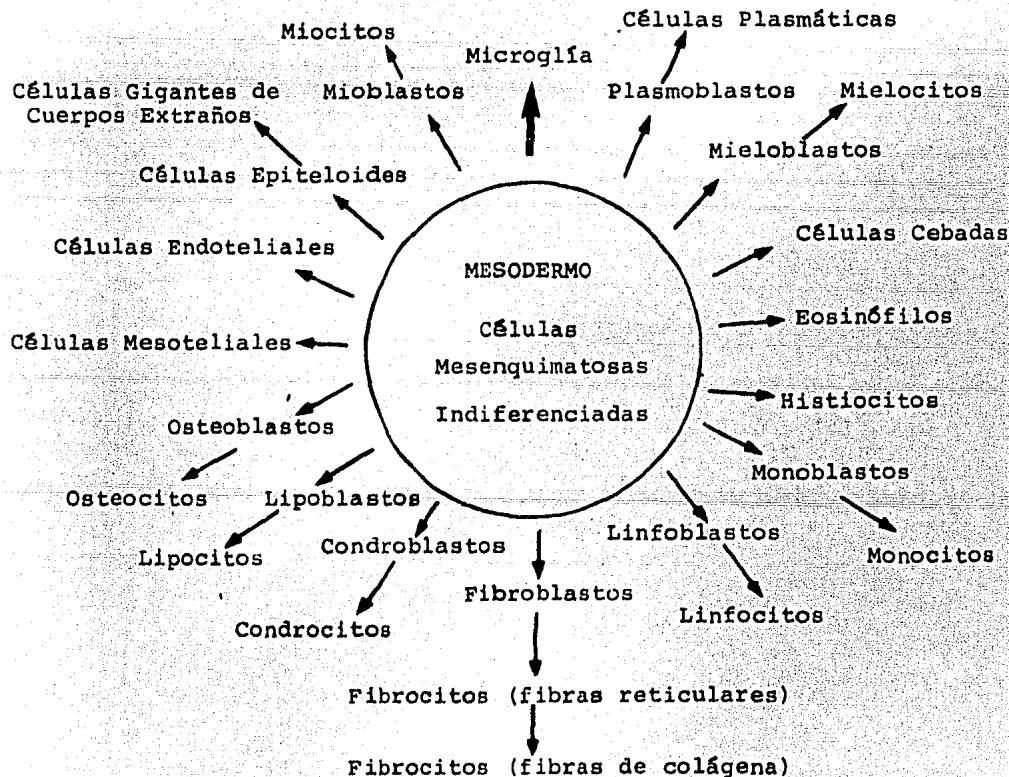 Miocitos
Células Plasmáticas
Microglía
Células Gigantes de
Cuerpos Extraños
Mioblastos
Plasmoblastos
Mielocitos
Mieloblastos
Células Epiteloides
Células Endoteliales
Células Cebadas
MESODERMO
Células
Mesenquimatosas
Indiferenciadas
Eosinófilos
Células Mesoteliales
Histiocitos
Osteoblastos
Monoblastos
Osteocitos
Lipoblastos
Linfoblastos
Condroblastos
Lipocitos
Monocitos
Fibroblastos
Linfocitos
Condrocitos
Fibrocitos (fibras reticulares)
Fibrocitos (fibras de colágena)